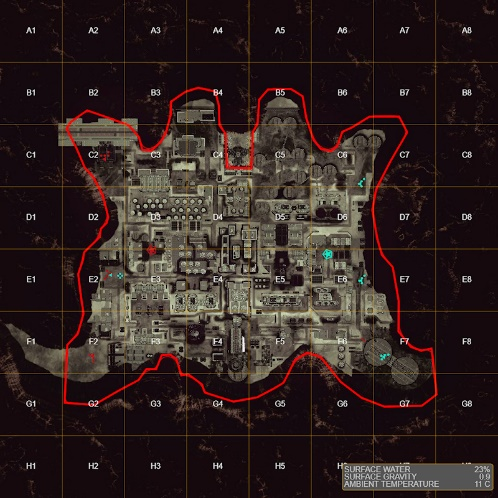 A1 A2 A3 A4 A5 A6 A7 A8
B1 B2 B3 B4 B5 B6 B7 B8
C1 C2 C3 C4 C5 C6 C7 C8
D1 D2 D3 D4 D5 D6 D7 D8
E1 E2 E3 E4 E5 E6 E7 E8
F1 F2 F3 F4 F5 F6 F7 F8
G1 G2 G3 G4 G5 G6 G7 G8
H1 H2 H3 H4 H5
SURFACE WATER 23%
SURFACE GRAVITY 0.9
AMBIENT TEMPERATURE 11 C